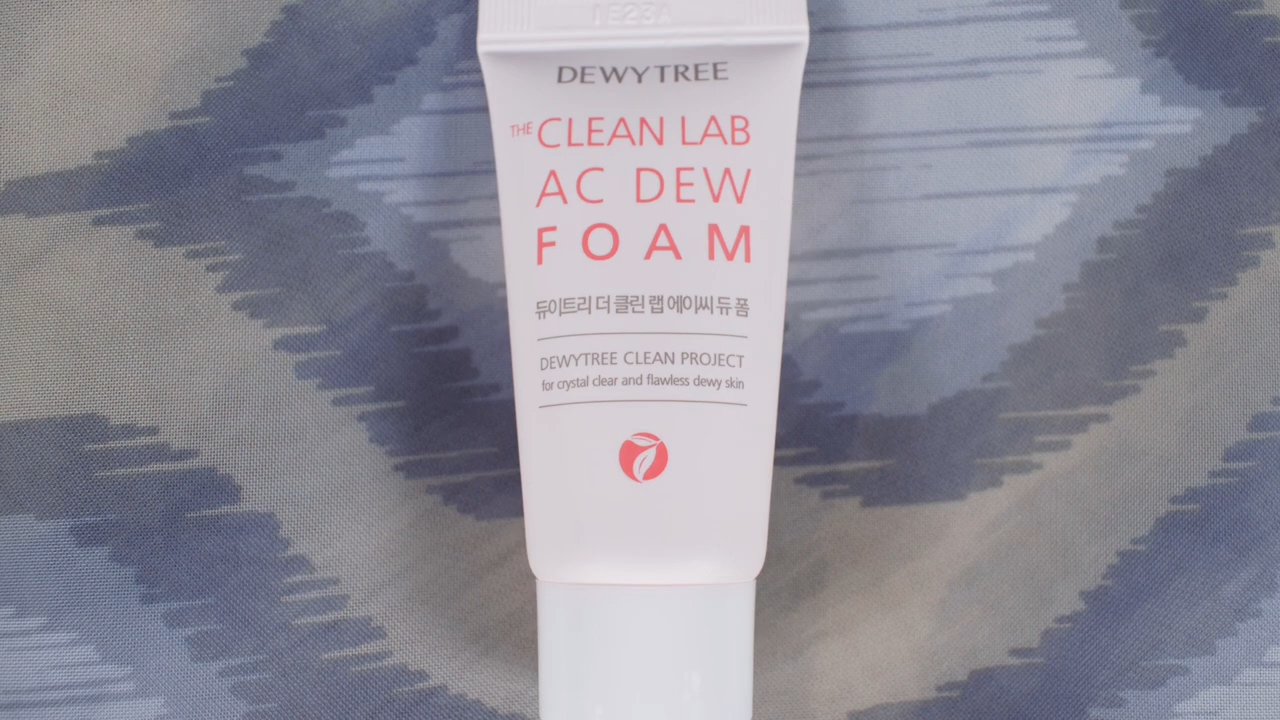 1E23A
DEWYTREE
THE CLEAN LAB
AC DEW
FOAM
듀이트리 더 클린 랩 에이씨 듀 폼
DEWYTREE CLEAN PROJECT
for crystal clear and flawless dewy skin